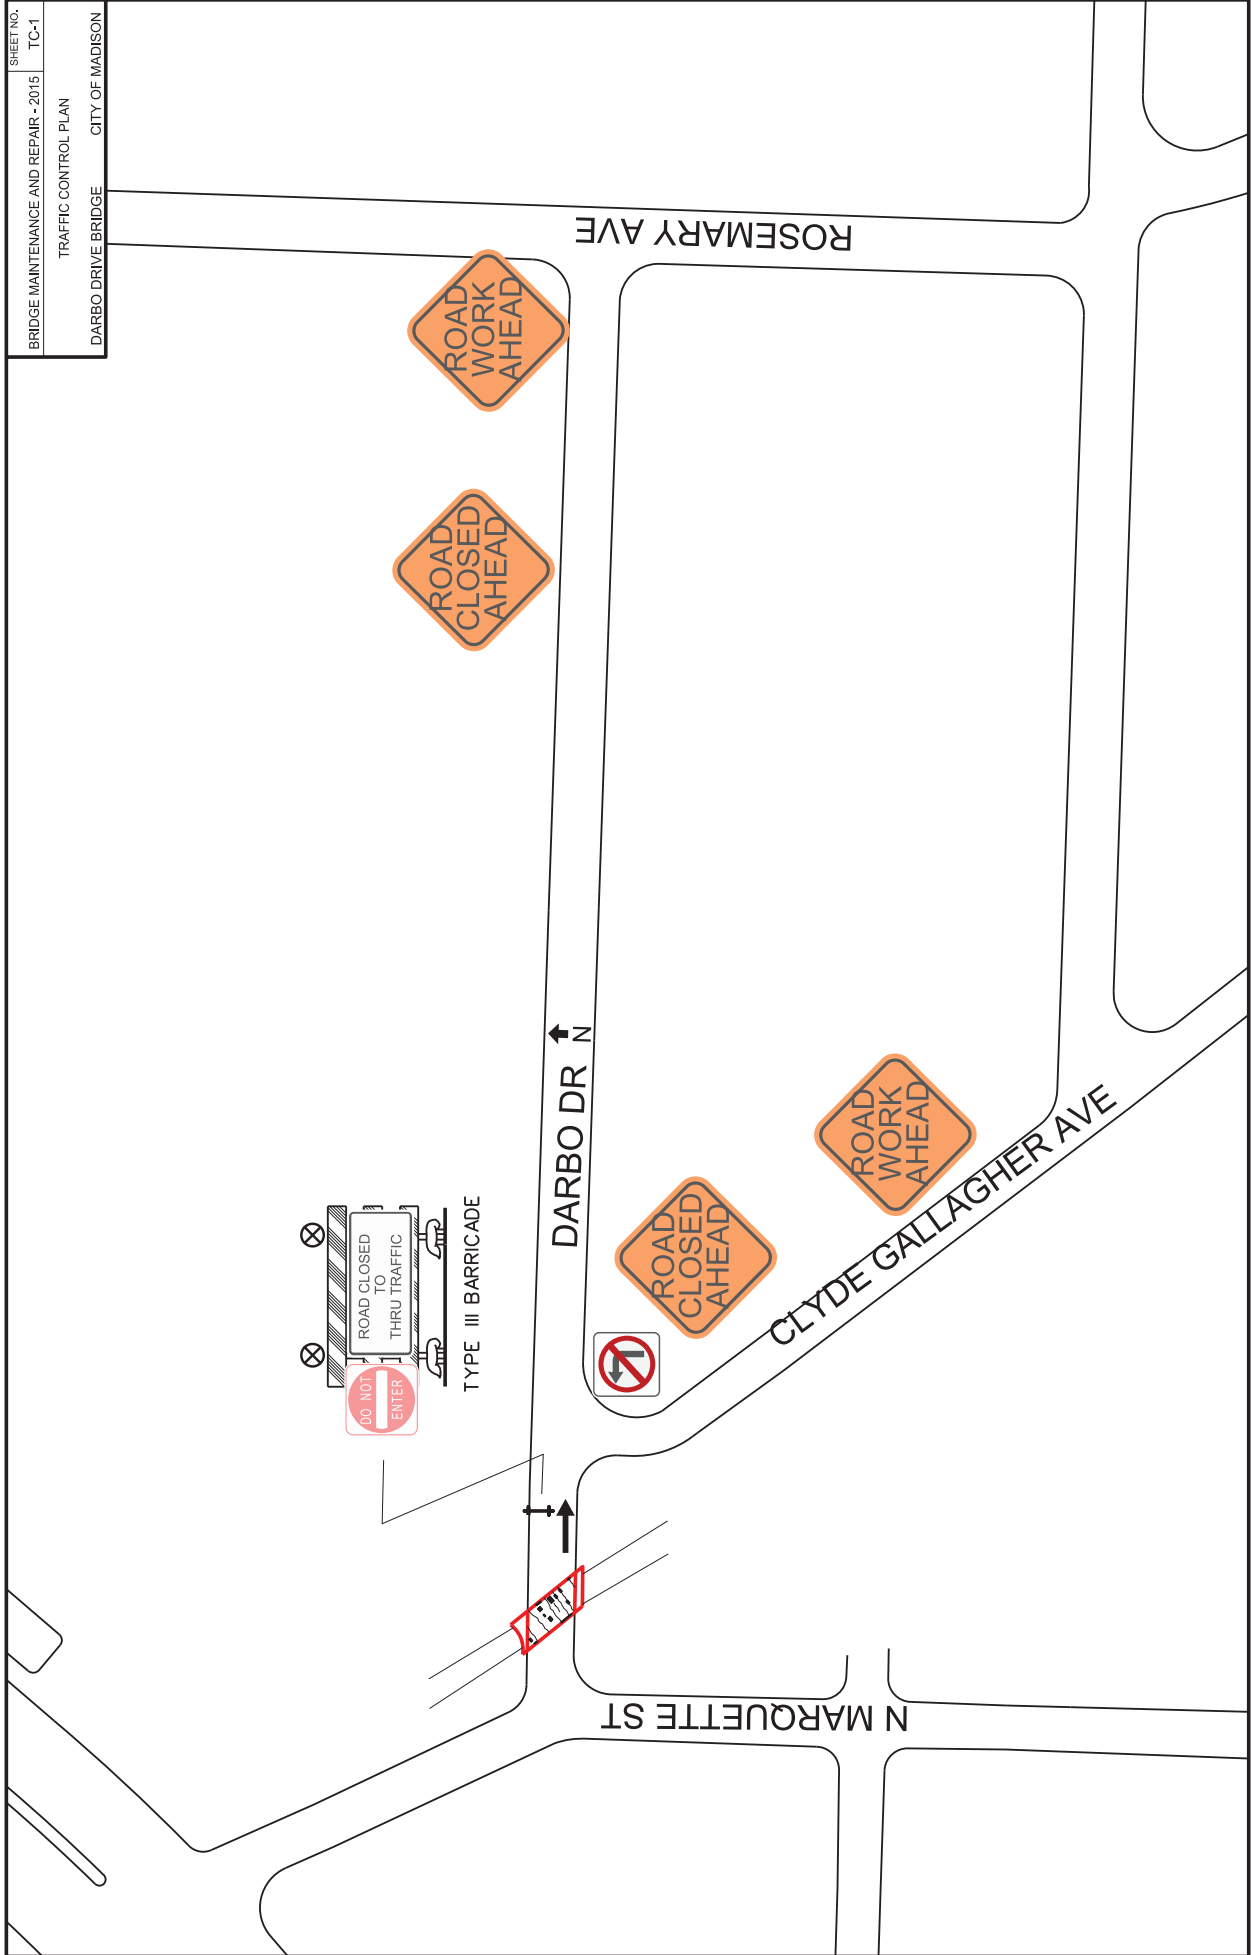 SHEET NO.
BRIDGE MAINTENANCE AND REPAIR - 2015 TC-1
TRAFFIC CONTROL PLAN
DARBO DRIVE BRIDGE CITY OF MADISON
ROSEMARY AVE
ROAD
WORK
AHEAD
ROAD
CLOSED
AHEAD
DARBO DR
N
ROAD CLOSED
TO
THRU TRAFFIC
DO NOT
ENTER
TYPE III BARRICADE
ROAD
CLOSED
AHEAD
ROAD
WORK
AHEAD
CLYDE GALLAGHER AVE
N MARQUETTE ST